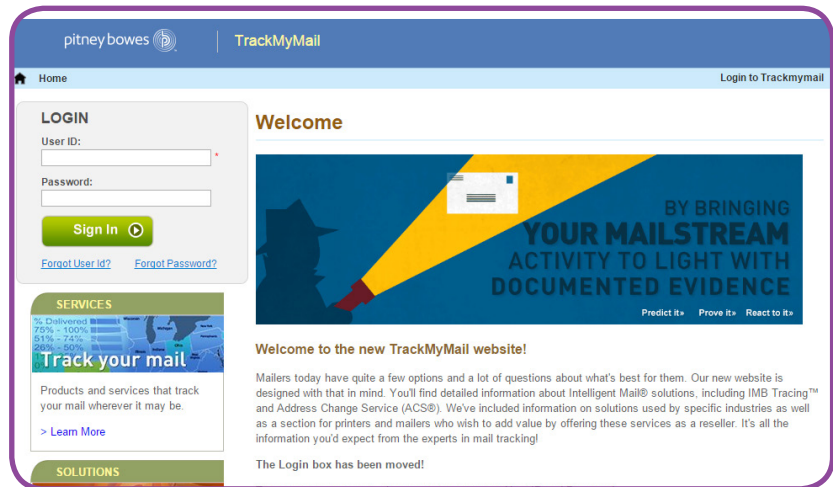 pitney bowes
TrackMyMail
Home
Login to Trackmymail
LOGIN
User ID:
*
Password:
Sign In
Forgot User Id? Forgot Password?
SERVICES
% Delivered
75% - 100%
51% - 74%
26% - 50%
Track your mail
Products and services that track
your mail wherever it may be.
> Learn More
SOLUTIONS
Welcome
BY BRINGING
YOUR MAILSTREAM
ACTIVITY TO LIGHT WITH
DOCUMENTED EVIDENCE
Predict it» Prove it» React to it»
Welcome to the new TrackMyMail website!
Mailers today have quite a few options and a lot of questions about what's best for them. Our new website is
designed with that in mind. You'll find detailed information about Intelligent Mail® solutions, including IMB Tracing™
and Address Change Service (ACS®). We've included information on solutions used by specific industries as well
as a section for printers and mailers who wish to add value by offering these services as a reseller. It's all the
information you'd expect from the experts in mail tracking!
The Login box has been moved!